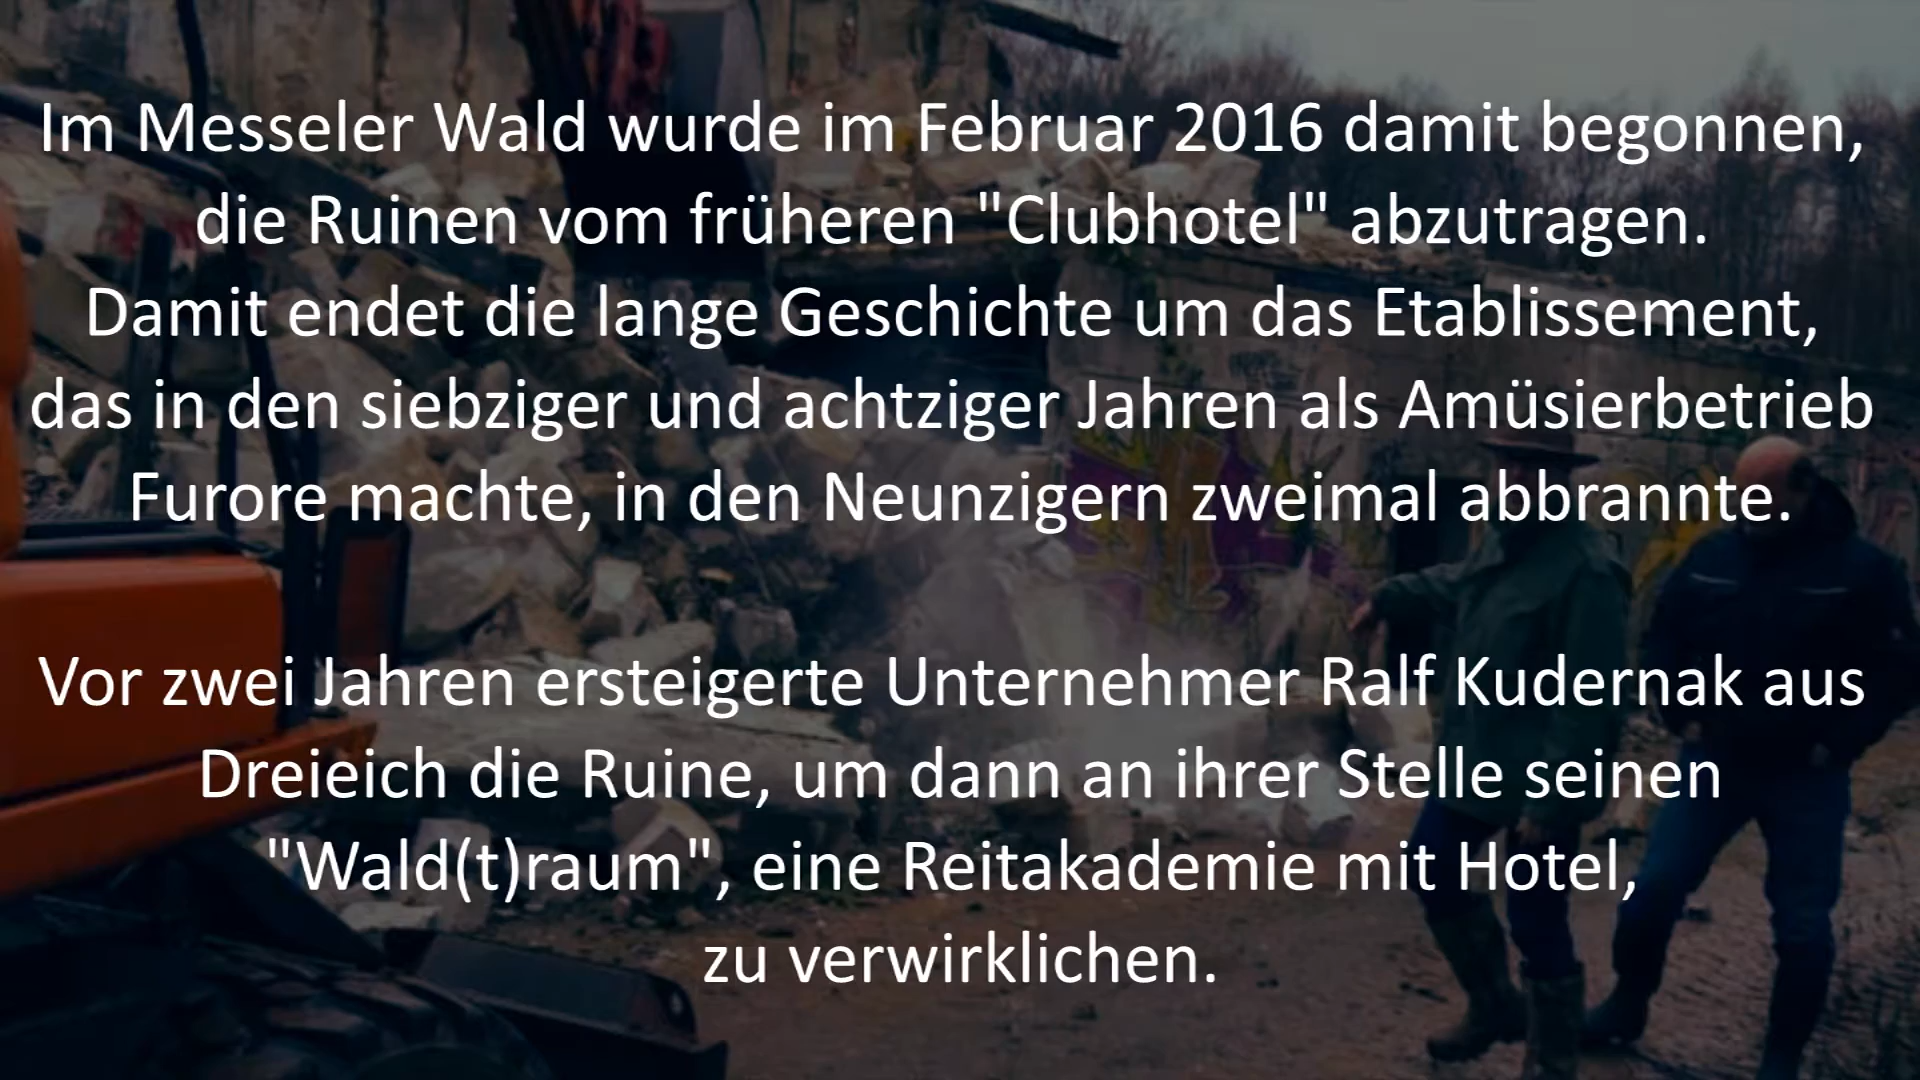 Im Messeler Wald wurde im Februar 2016 damit begonnen,
die Ruinen vom früheren "Clubhotel" abzutragen.
Damit endet die lange Geschichte um das Etablissement,
das in den siebziger und achtziger Jahren als Amüsierbetrieb
Furore machte, in den Neunzigern zweimal abbrannte.
Vor zwei Jahren ersteigerte Unternehmer Ralf Kudernak aus
Dreieich die Ruine, um dann an ihrer Stelle seinen
"Wald(t)raum", eine Reitakademie mit Hotel,
zu verwirklichen.